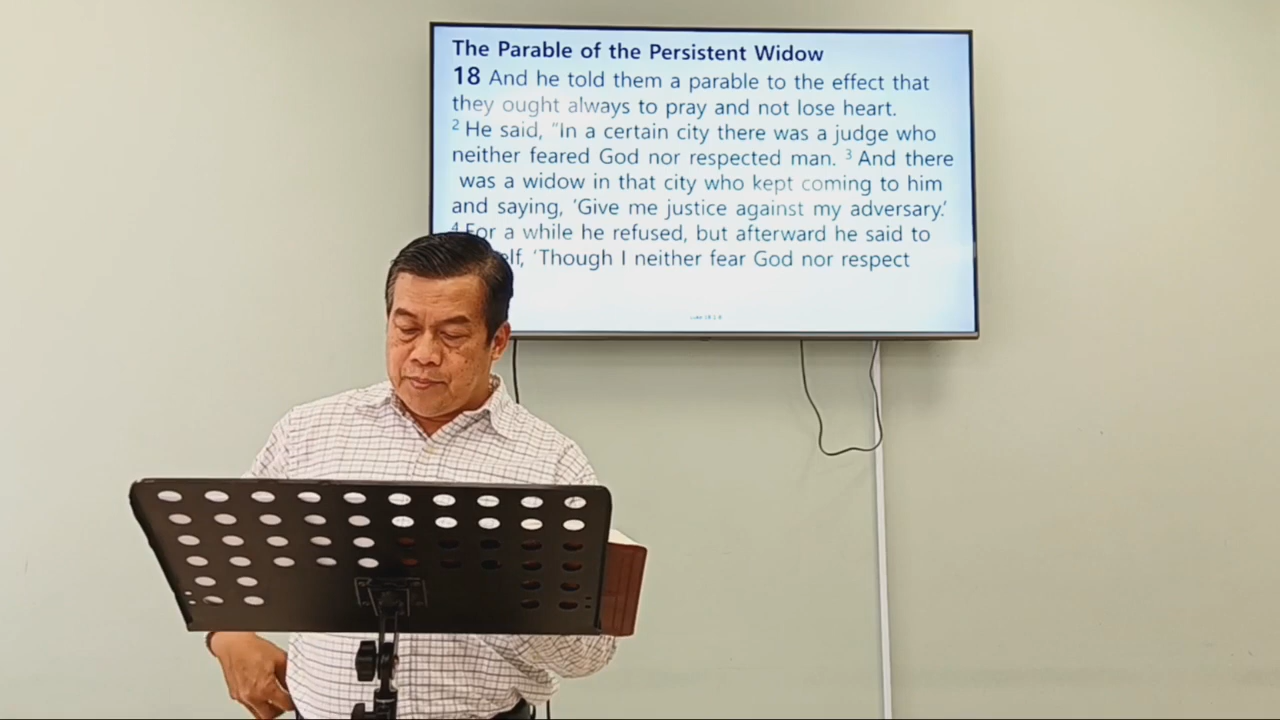 The Parable of the Persistent Widow
18 And he told them a parable to the effect that
they ought always to pray and not lose heart.
2 He said, “In a certain city there was a judge who
neither feared God nor respected man. 3 And there
was a widow in that city who kept coming to him
and saying, ‘Give me justice against my adversary.’
4 For a while he refused, but afterward he said to
elf, ‘Though I neither fear God nor respect